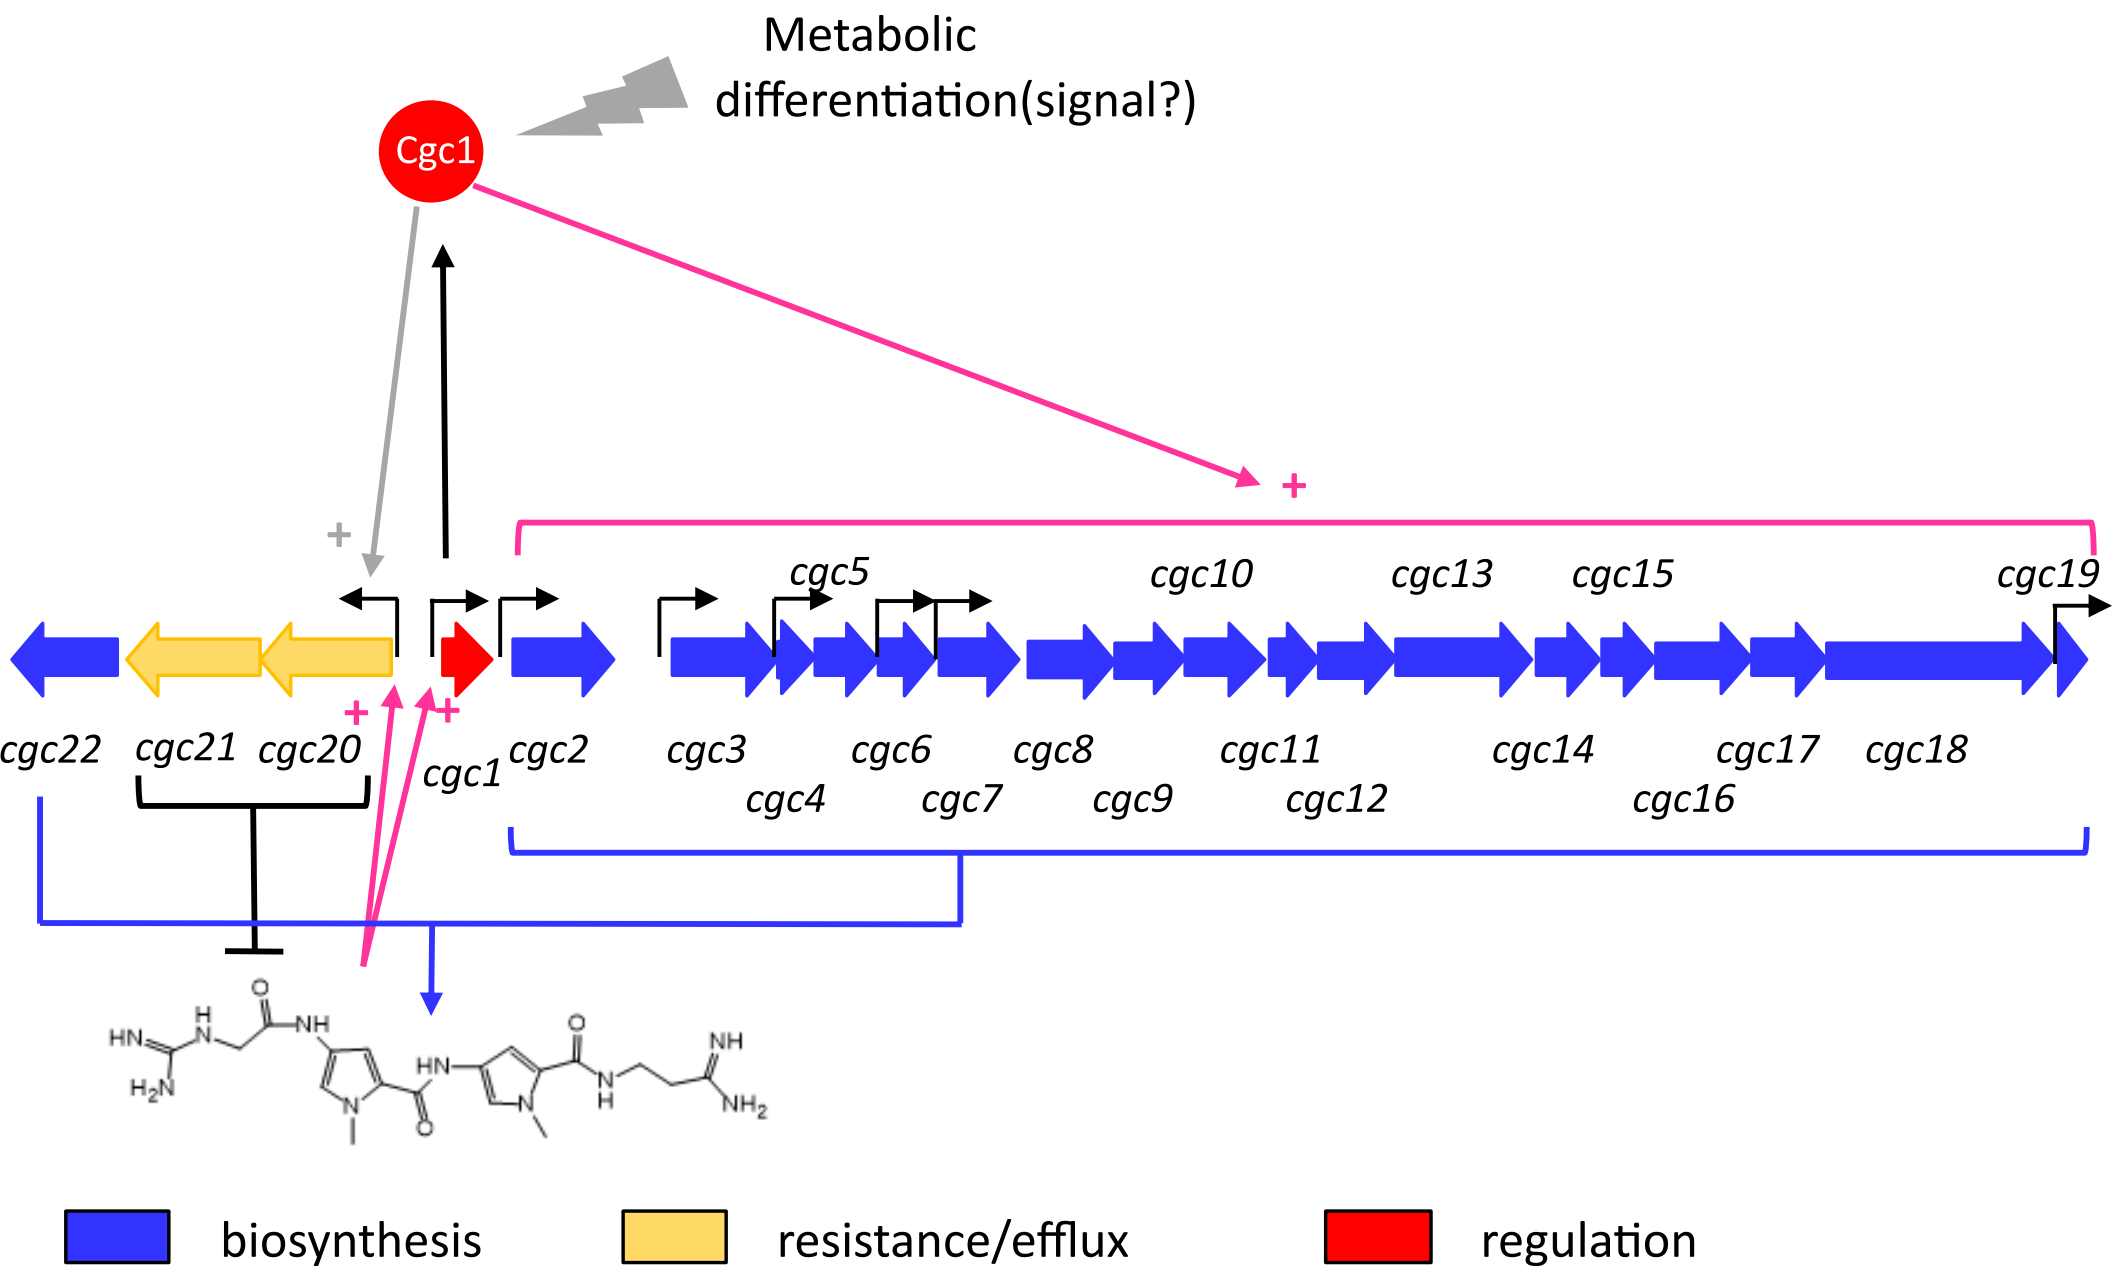 Metabolic
differentiation(signal?)
Cgc1
+
+
cgc5
cgc10
cgc13
cgc15
cgc19
+
+
cgc22
cgc21
cgc20
cgc1
cgc2
cgc3
cgc6
cgc8
cgc11
cgc14
cgc17
cgc18
cgc4
cgc7
cgc9
cgc12
cgc16
O
H
N
NH
HN
H2N
N
O
HN
N
O
N
H
NH
NH2
biosynthesis
resistance/efflux
regulation